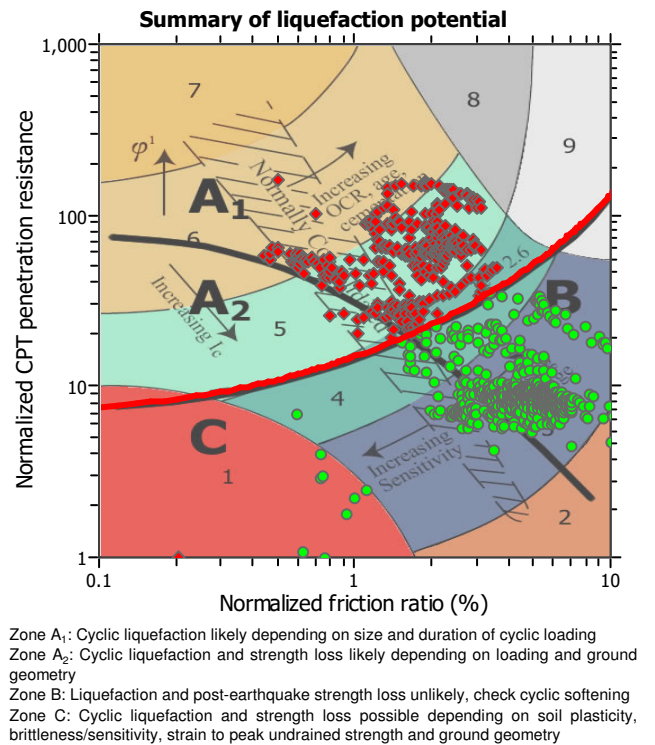 Summary of liquefaction potential
Normalized CPT penetration resistance
1,000
100
10
1
7
8
9
φ¹
A1
Normally Co
Increasing
OCR, age,
6
2.6
A2
B
Increasing Ic
5
4
C
Increasing
Sensitivity
1
2
0.1
1
10
Normalized friction ratio (%)
Zone A1: Cyclic liquefaction likely depending on size and duration of cyclic loading
Zone A2: Cyclic liquefaction and strength loss likely depending on loading and ground
geometry
Zone B: Liquefaction and post-earthquake strength loss unlikely, check cyclic softening
Zone C: Cyclic liquefaction and strength loss possible depending on soil plasticity,
brittleness/sensitivity, strain to peak undrained strength and ground geometry